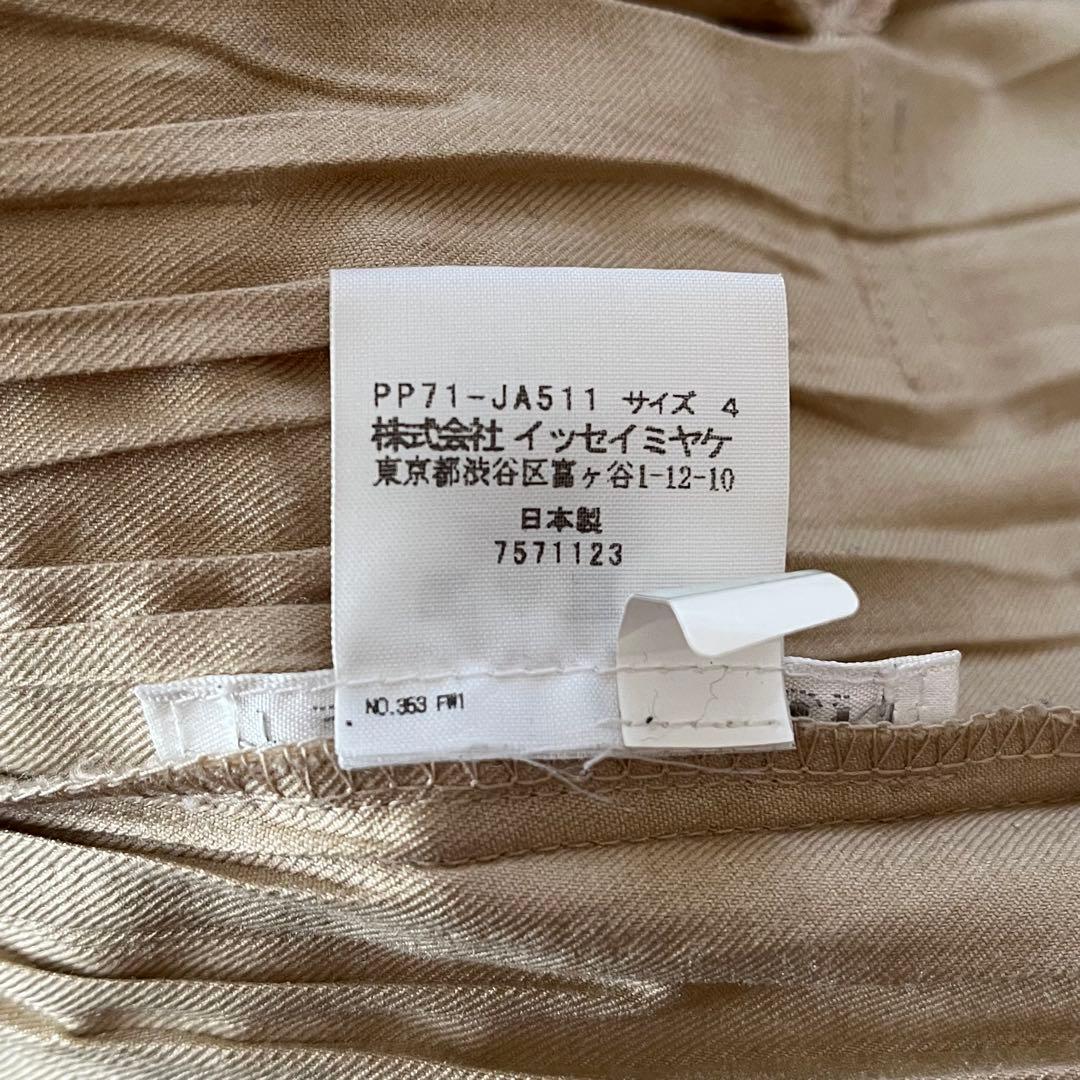 PP71-JA511 サイズ 4
株式会社 イッセイミヤケ
東京都渋谷区富ヶ谷1-12-10
日本製
7571123
NO.353 FW1